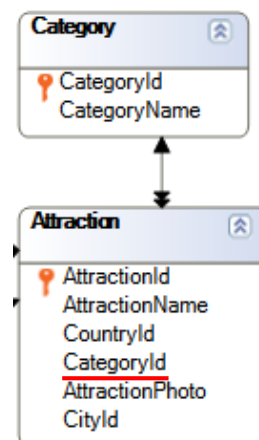 Category
CategoryId
CategoryName
Attraction
AttractionId
AttractionName
CountryId
CategoryId
AttractionPhoto
CityId